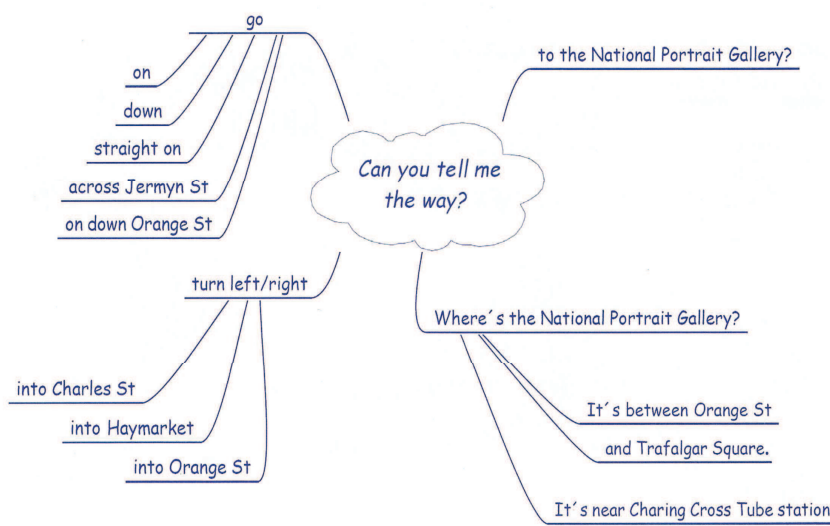 Can you tell me
the way?
go
on
down
straight on
across Jermyn St
on down Orange St
turn left/right
into Charles St
into Haymarket
into Orange St
to the National Portrait Gallery?
Where´s the National Portrait Gallery?
It´s between Orange St
and Trafalgar Square.
It´s near Charing Cross Tube station